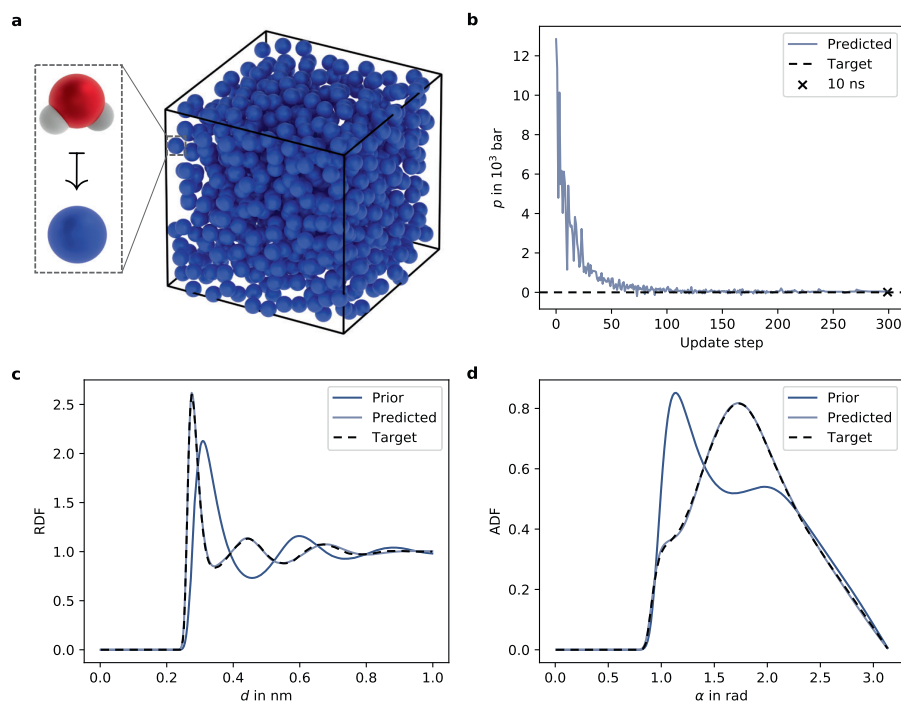 a
b
12
10
8
6
4
2
0
p in 10³ bar
0
50
100
150
200
250
300
Update step
Predicted
Target
10 ns
c
2.5
2.0
1.5
1.0
0.5
0.0
RDF
0.0
0.2
0.4
0.6
0.8
1.0
d in nm
Prior
Predicted
Target
d
0.8
0.6
0.4
0.2
0.0
ADF
0.0
0.5
1.0
1.5
2.0
2.5
3.0
α in rad
Prior
Predicted
Target